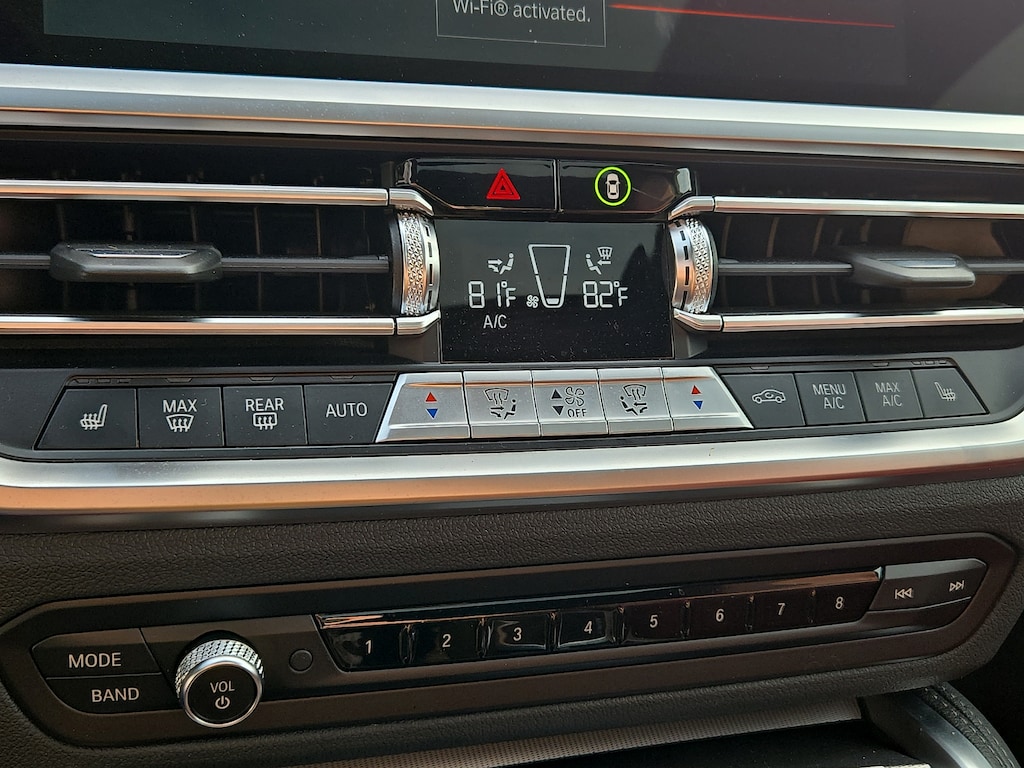 Wi-Fi® activated.
81°F 82°F
A/C
MAX
REAR
AUTO
OFF
MENU
A/C
MAX
A/C
MODE
BAND
VOL
1 2 3 4 5 6 7 8